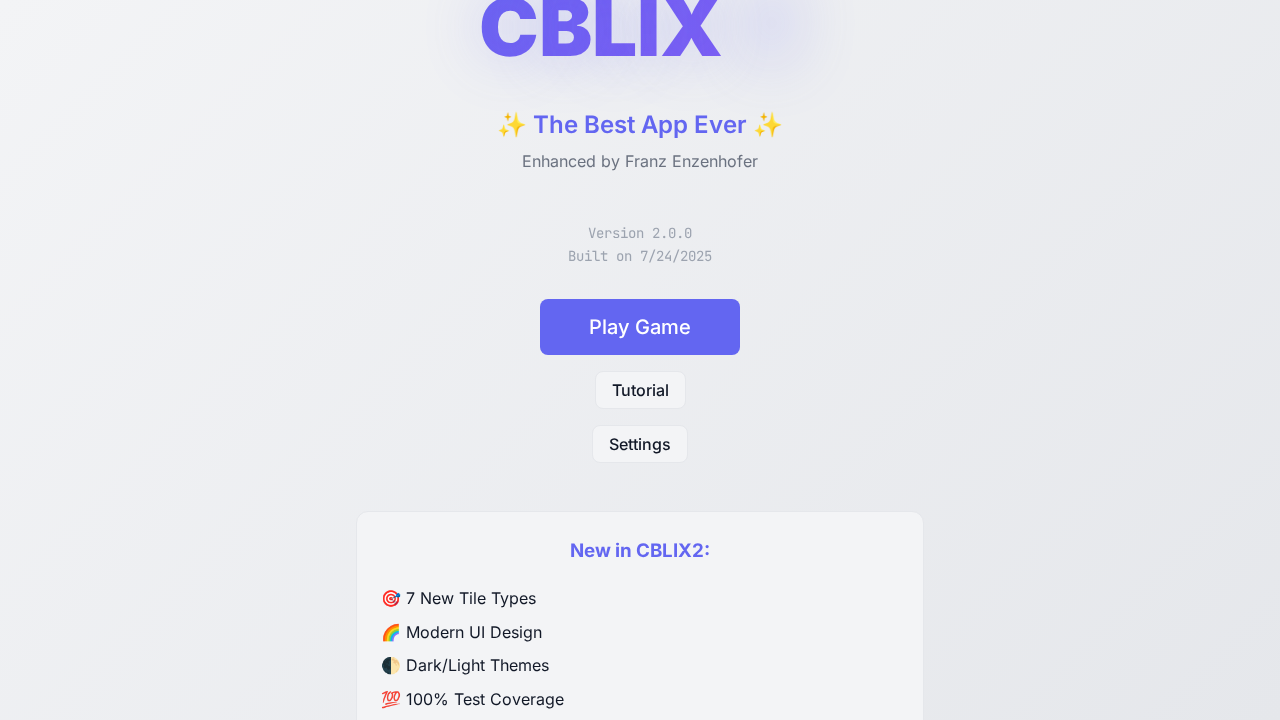 CBLIX
✨ The Best App Ever ✨
Enhanced by Franz Enzenhofer
Version 2.0.0
Built on 7/24/2025
Play Game
Tutorial
Settings
New in CBLIX2:
🎯 7 New Tile Types
🌈 Modern UI Design
🌓 Dark/Light Themes
💯 100% Test Coverage